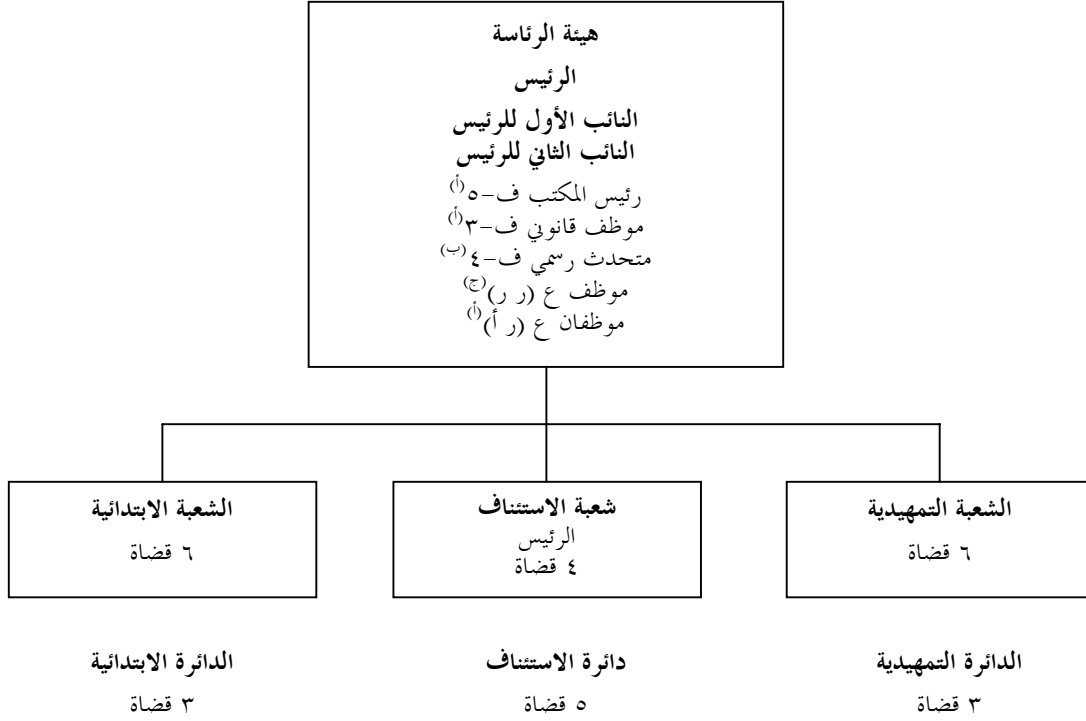 هيئة الرئاسة
الرئيس
النائب الأول للرئيس
النائب الثاني للرئيس
رئيس المكتب ف-٥(أ)
موظف قانوني ف-٣(أ)
متحدث رسمي ف-٤(ب)
موظف ع (ر ر)(ج)
موظفان ع (ر أ)(أ)
الشعبة التمهيدية
٦ قضاة
شعبة الاستئناف
الرئيس
٤ قضاة
الشعبة الابتدائية
٦ قضاة
الدائرة التمهيدية
٣ قضاة
دائرة الاستئناف
٥ قضاة
الدائرة الابتدائية
٣ قضاة